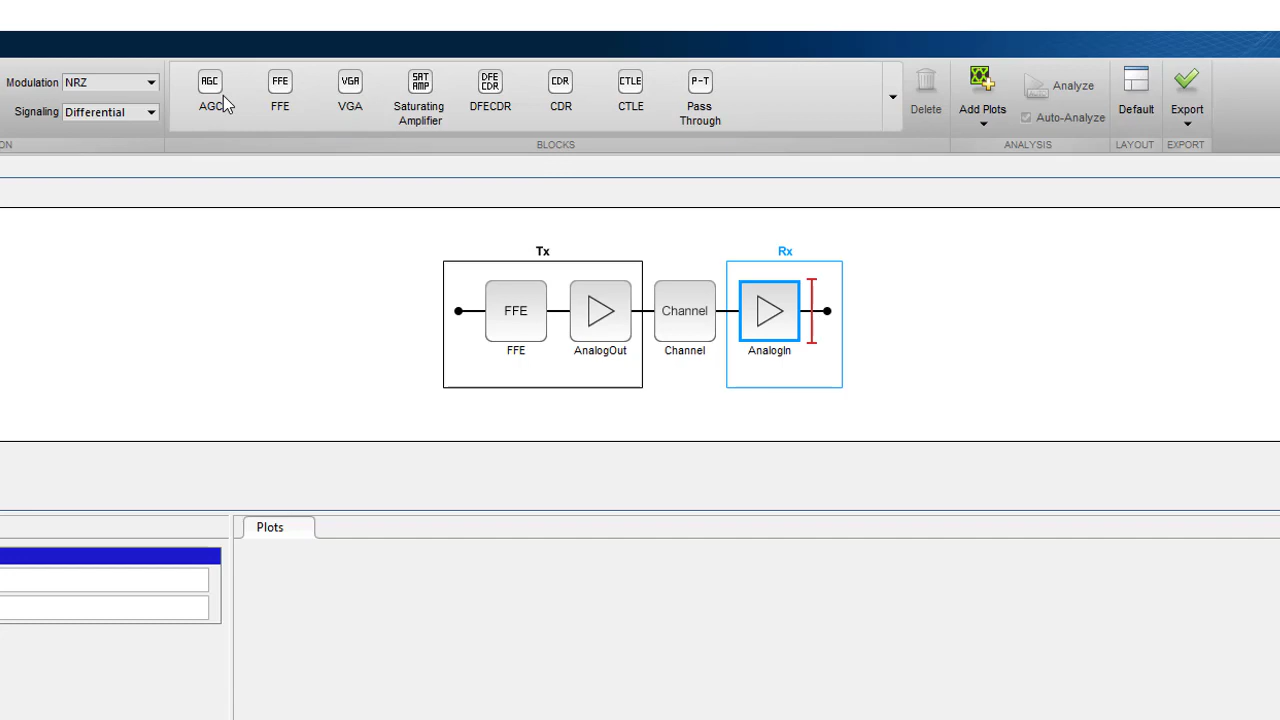 Modulation NRZ
Signaling Differential
AGC
AGC
FFE
FFE
VGA
VGA
SAT
AMP
Saturating
Amplifier
DFE
CDR
DFECDR
CDR
CDR
CTLE
CTLE
P-T
Pass
Through
Delete
Add Plots
Auto
Analyze
Auto-Analyze
Default
Export
ON
BLOCKS
ANALYSIS
LAYOUT
EXPORT
Tx
Rx
FFE
Channel
FFE
AnalogOut
Channel
AnalogIn
Plots